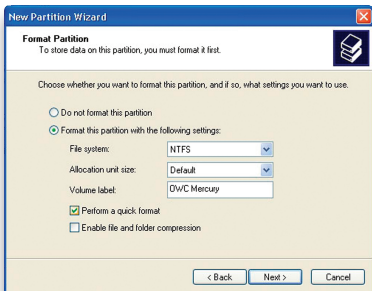 New Partition Wizard
Format Partition
To store data on this partition, you must format it first.
Choose whether you want to format this partition, and if so, what settings you want to use.
Do not format this partition
Format this partition with the following settings:
File system: NTFS
Allocation unit size: Default
Volume label: OWC Mercury
Perform a quick format
Enable file and folder compression
< Back Next > Cancel